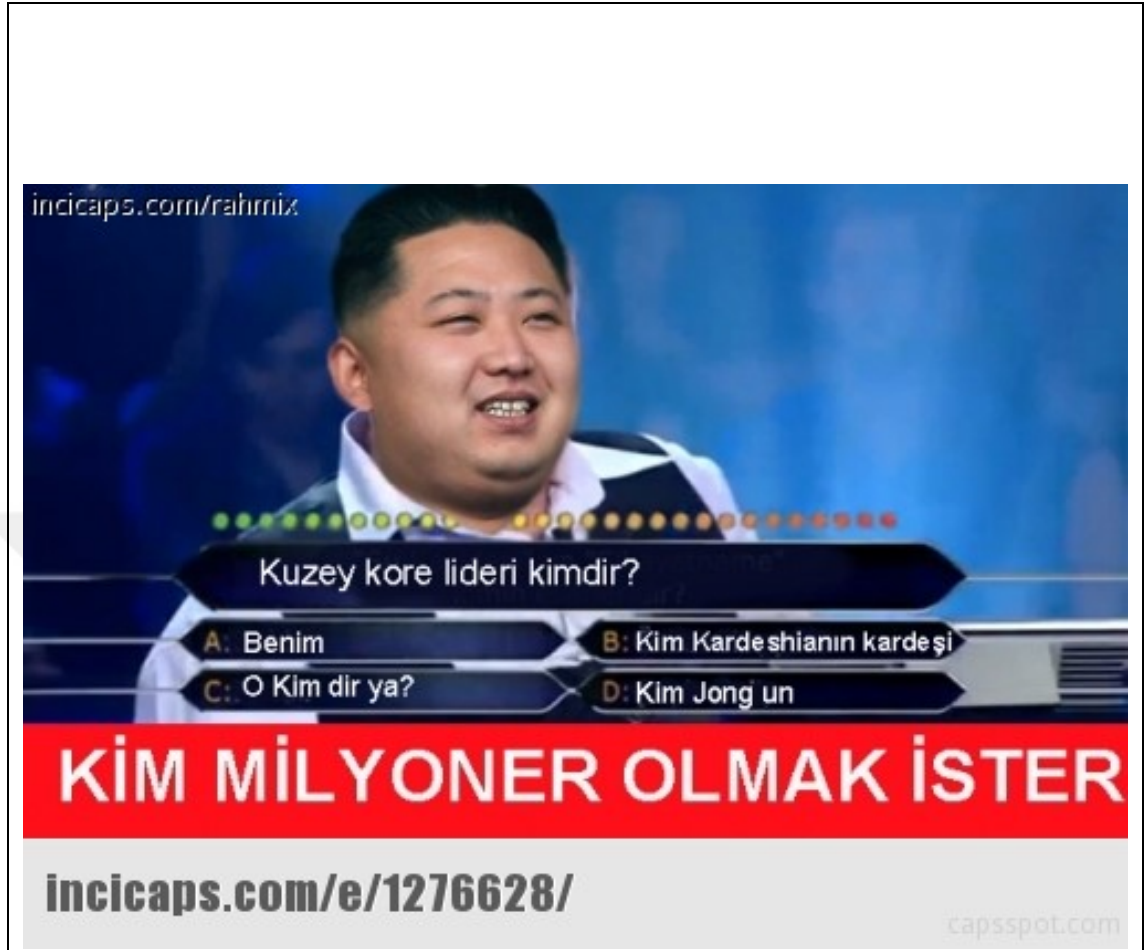 incicaps.com/rahmix
Kuzey kore lideri kimdir?
A: Benim
B: Kim Kardeshianın kardeşi
C: O Kim dir ya?
D: Kim Jong un
KİM MİLYONER OLMAK İSTER
incicaps.com/e/1276628/
capsspot.com